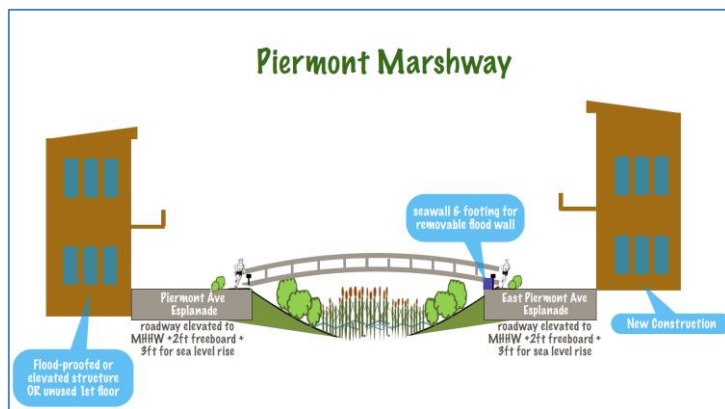 Piermont Marshway
seawall & footing for
removable flood wall
Piermont Ave
Esplanade
roadway elevated to
MHHW +2ft freeboard +
3ft for sea level rise
East Piermont Ave
Esplanade
roadway elevated to
MHHW +2ft freeboard +
3ft for sea level rise
New Construction
Flood-proofed or
elevated structure
OR unused 1st floor